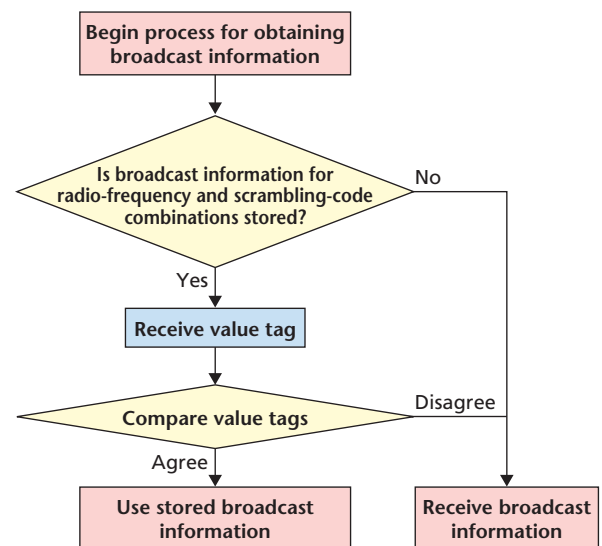 Begin process for obtaining
broadcast information
Is broadcast information for
radio-frequency and scrambling-code
combinations stored?
No
Yes
Receive value tag
Compare value tags
Disagree
Agree
Use stored broadcast
information
Receive broadcast
information